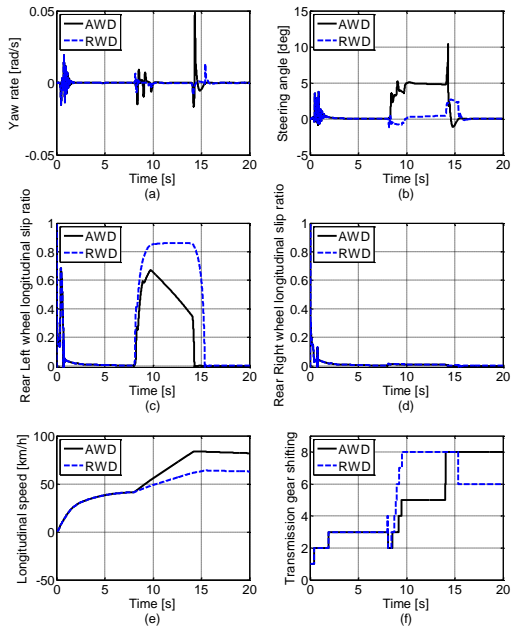 0.05
0
-0.05
Yaw rate [rad/s]
AWD
RWD
0 5 10 15 20
Time [s]
(a)
15
10
5
0
-5
Steering angle [deg]
AWD
RWD
0 5 10 15 20
Time [s]
(b)
1
0.8
0.6
0.4
0.2
0
Rear Left wheel longitudinal slip ratio
AWD
RWD
0 5 10 15 20
Time [s]
(c)
1
0.8
0.6
0.4
0.2
0
Rear Right wheel longitudinal slip ratio
AWD
RWD
0 5 10 15 20
Time [s]
(d)
100
50
0
-50
Longitudinal speed [km/h]
AWD
RWD
0 5 10 15 20
Time [s]
(e)
8
6
4
2
0
Transmission gear shifting
AWD
RWD
0 5 10 15 20
Time [s]
(f)